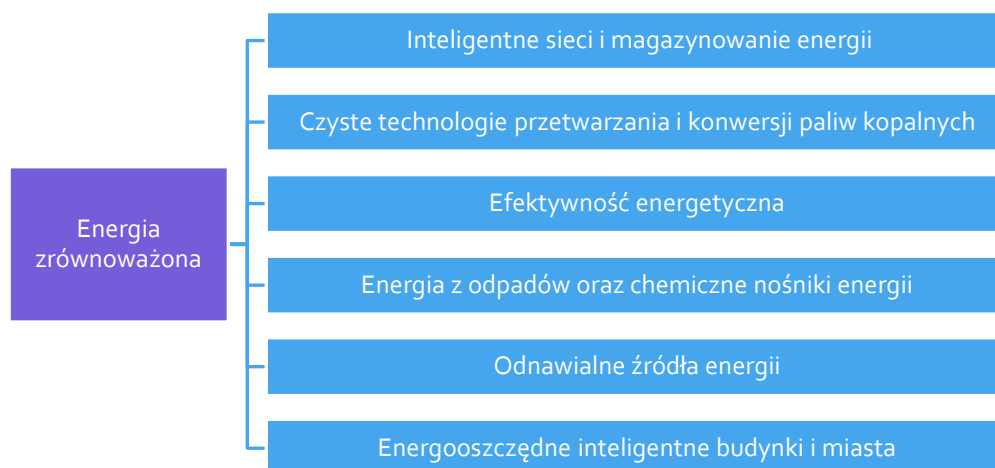 Energia
zrównoważona
Inteligentne sieci i magazynowanie energii
Czyste technologie przetwarzania i konwersji paliw kopalnych
Efektywność energetyczna
Energia z odpadów oraz chemiczne nośniki energii
Odnawialne źródła energii
Energooszczędne inteligentne budynki i miasta